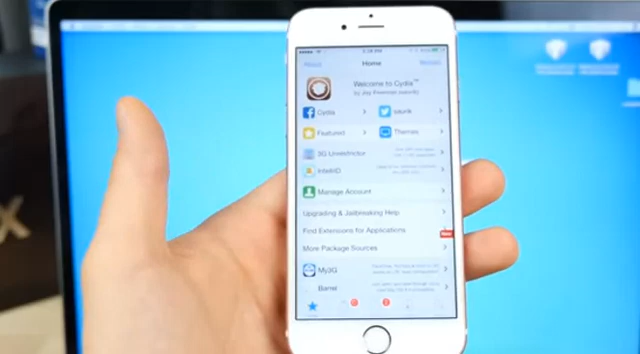 Home
Welcome to Cydia™
by Jay Freeman (saurik)
Cydia
saurik
Featured
Themes
3G Unrestrictor
IntelliID
Manage Account
Upgrading & Jailbreaking Help
Find Extensions for Applications
More Package Sources
My3G
Barrel
X